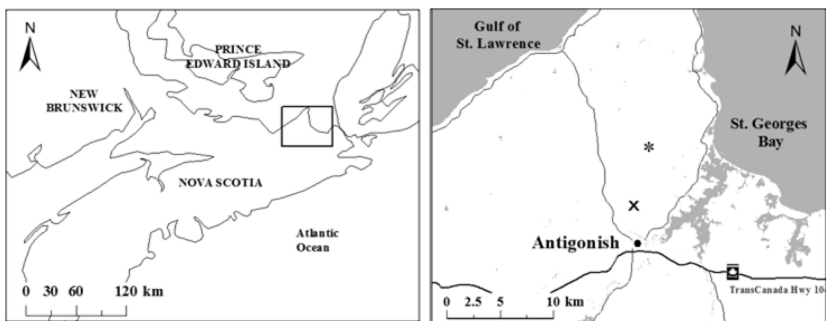 N
PRINCE
EDWARD ISLAND
NEW
BRUNSWICK
NOVA SCOTIA
Atlantic
Ocean
0 30 60 120 km
Gulf of
St. Lawrence
N
St. Georges
Bay
*
x
Antigonish
TransCanada Hwy 104
0 2.5 5 10 km